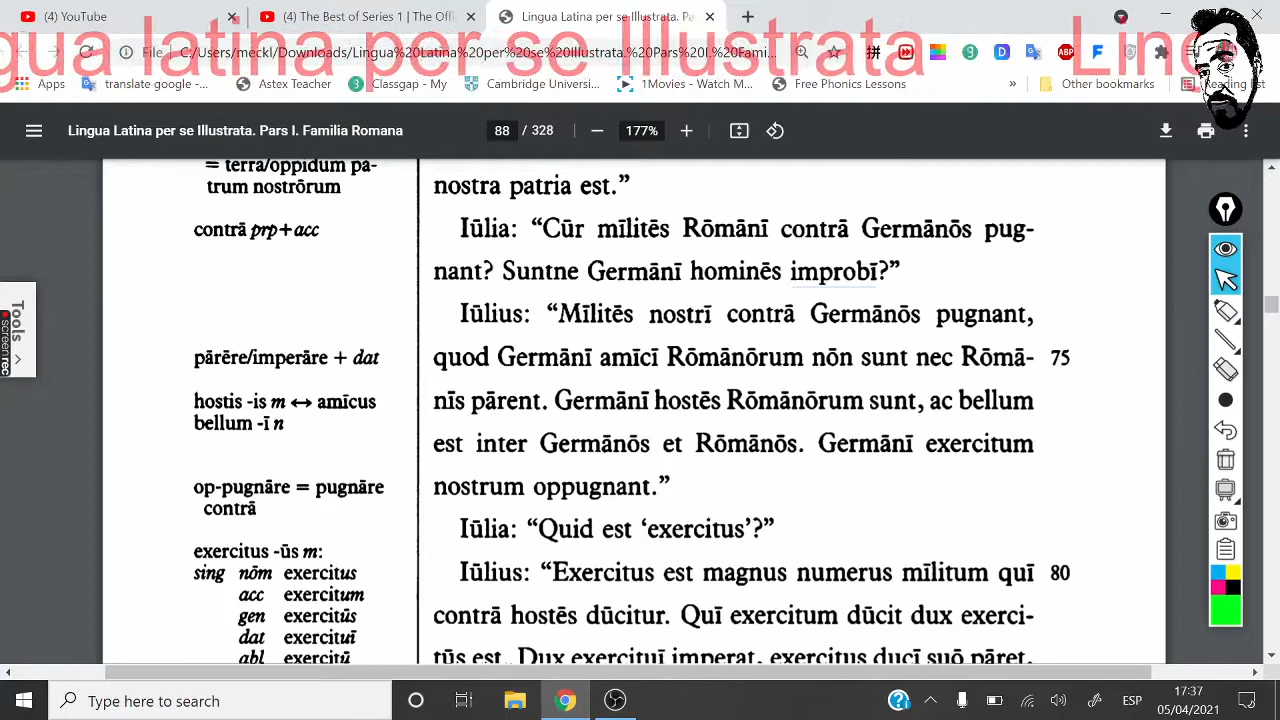 (4) YouTube
(4) The Best of Series 1 | The Offi
Lingua Latina per se Illustrata. Par
gua latina per se Illustrata
Ling
File
C:/Users/meckl/Downloads/Lingua%20Latina%20per%20se%20Illustrata.%20Pars%20I.%20Fami...
Apps
translate google -...
Astex Teacher
Classgap - My
Cambridge Univers...
1Movies - Watch M...
Free Phonics Lessons
»
Other bookmarks
Reading list
Lingua Latina per se Illustrata. Pars I. Familia Romana
88 / 328
177%
= terra/oppidum pa-
trum nostrōrum
contrā prp+acc
pārēre/imperāre + dat
hostis -is m ↔ amīcus
bellum -ī n
op-pugnāre = pugnāre
contrā
exercitus -ūs m:
sing nōm exercitus
acc exercitum
gen exercitūs
dat exercituī
abl exercitū
nostra patria est.”
Iūlia: “Cūr mīlitēs Rōmānī contrā Germānōs pug-
nant? Suntne Germānī hominēs improbī?”
Iūlius: “Mīlitēs nostrī contrā Germānōs pugnant,
quod Germānī amīcī Rōmānōrum nōn sunt nec Rōmā- 75
nīs pārent. Germānī hostēs Rōmānōrum sunt, ac bellum
est inter Germānōs et Rōmānōs. Germānī exercitum
nostrum oppugnant.”
Iūlia: “Quid est ‘exercitus’?”
Iūlius: “Exercitus est magnus numerus mīlitum quī 80
contrā hostēs dūcitur. Quī exercitum dūcit dux exerci-
tūs est. Dux exercituī imperat, exercitus ducī suō pāret.
Tools
screenrec
Type here to search
ESP
17:37
05/04/2021